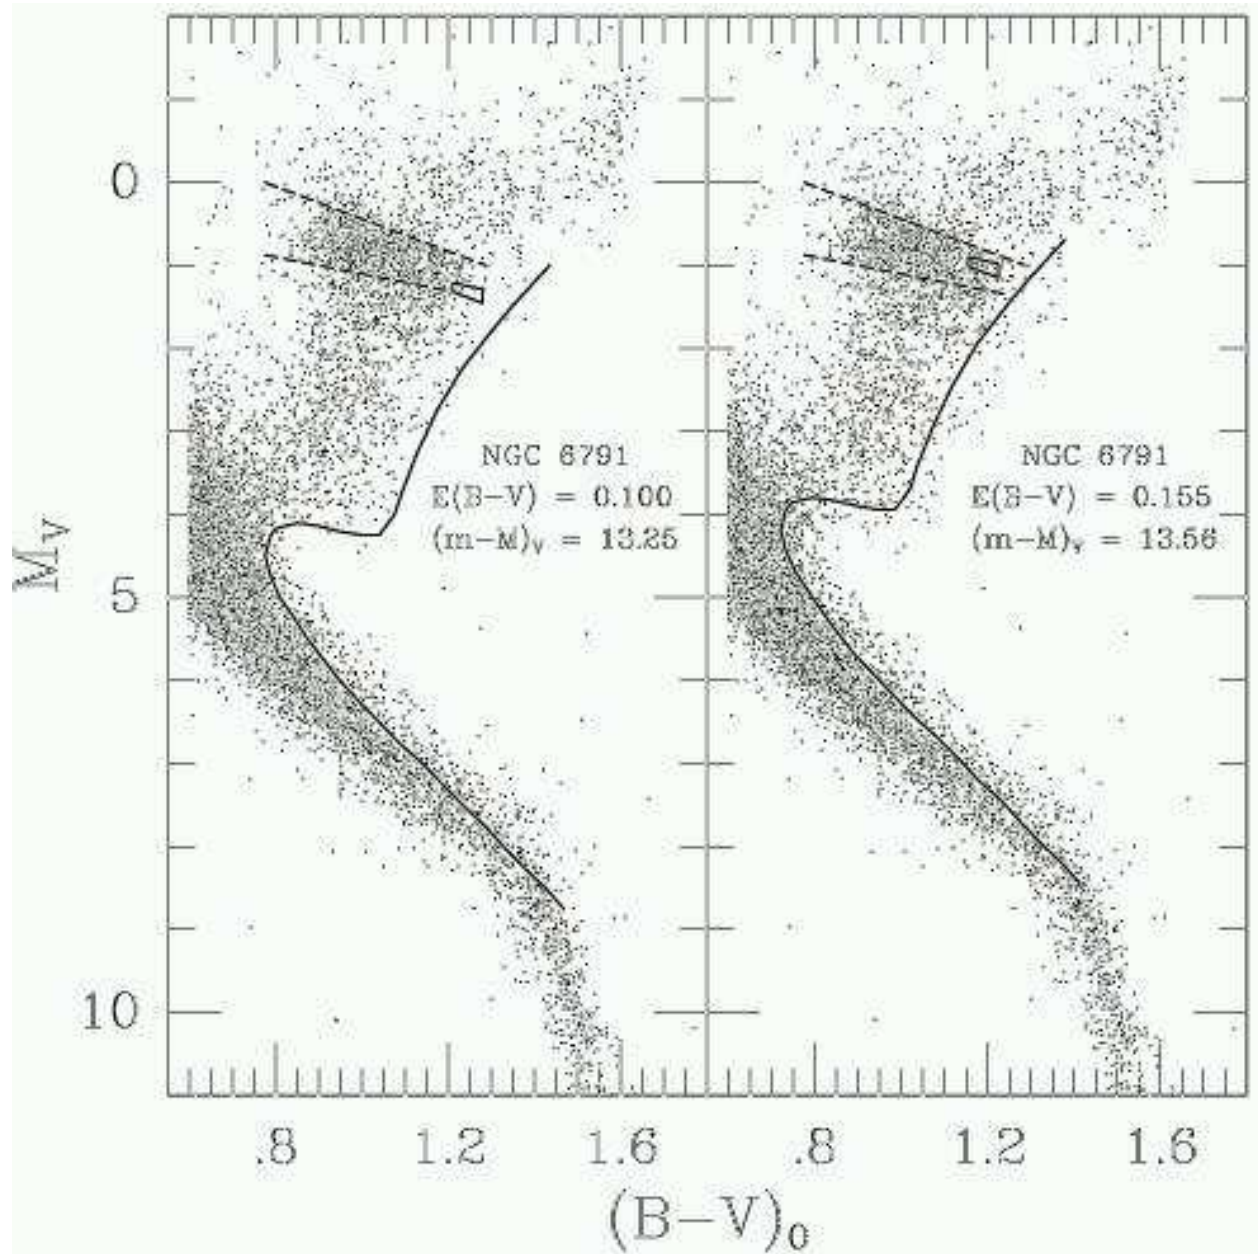 0
5
10
M_V
NGC 6791
E(B−V) = 0.100
(m−M)_V = 13.25
NGC 6791
E(B−V) = 0.155
(m−M)_V = 13.56
.8 1.2 1.6
.8 1.2 1.6
(B−V)_0